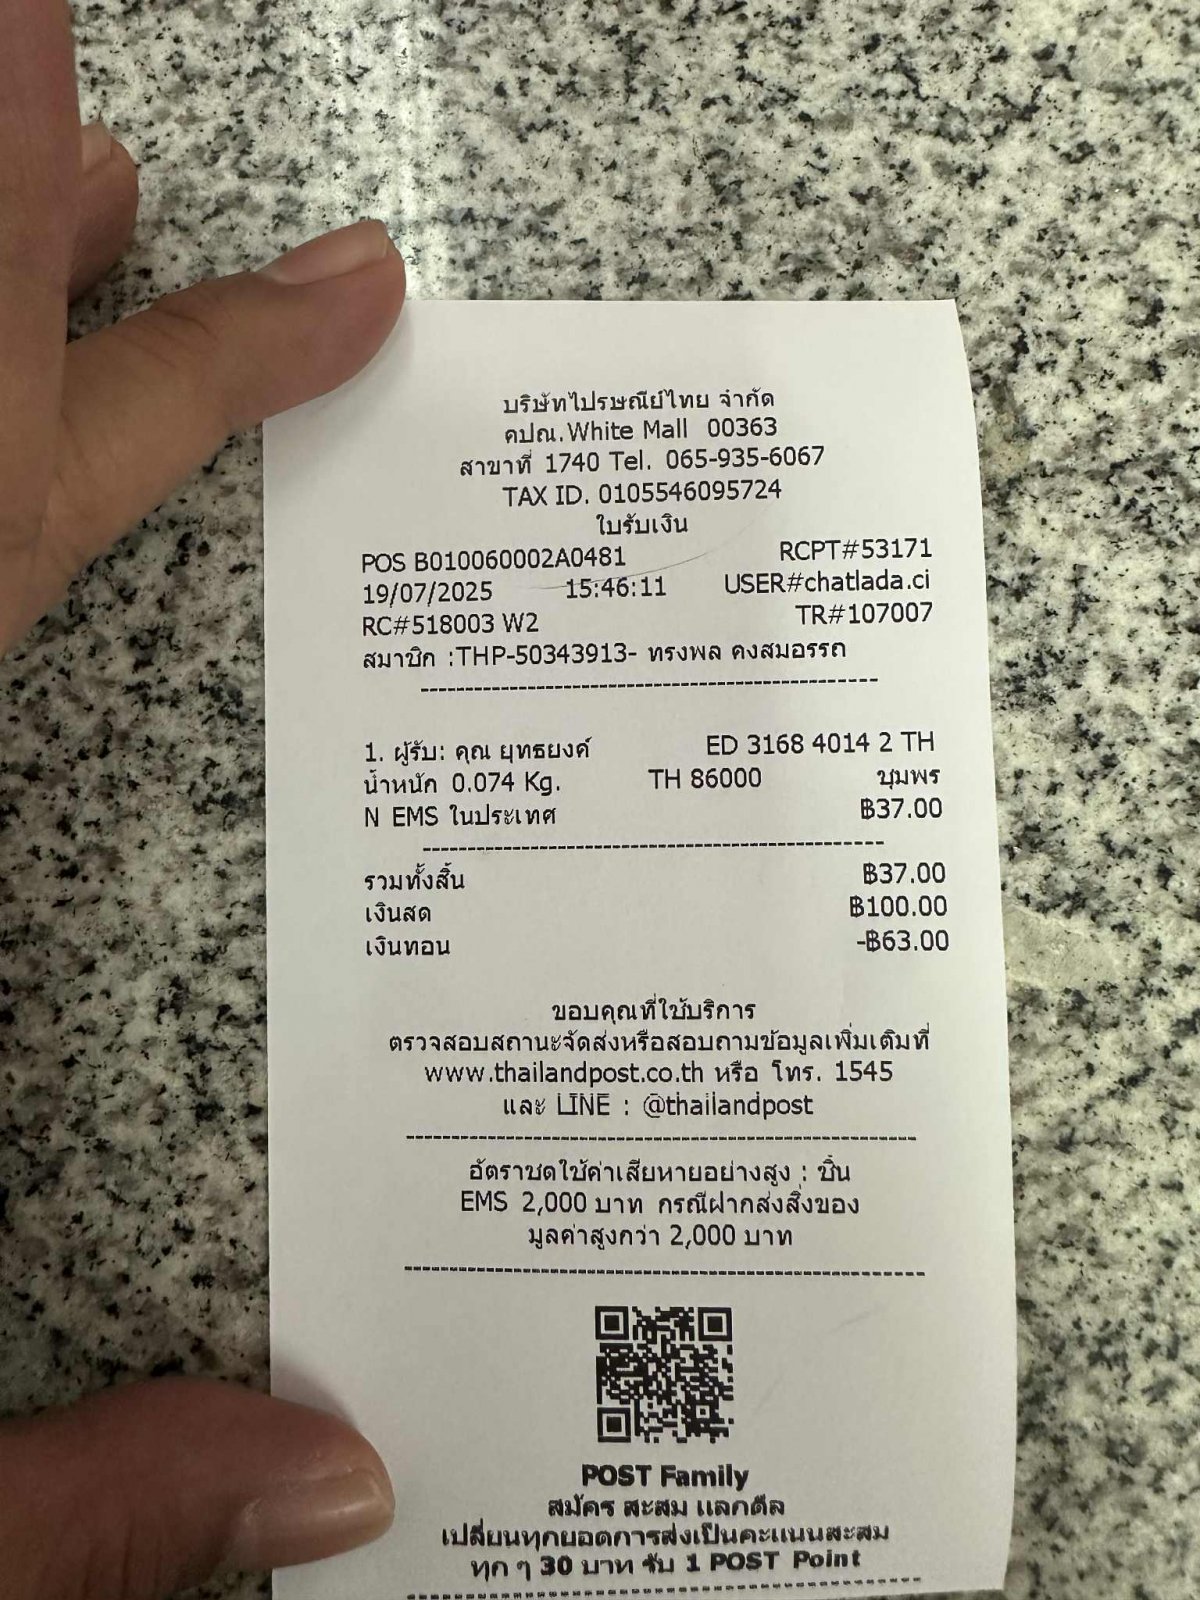 บริษัทไปรษณีย์ไทย จำกัด
คปณ.White Mall 00363
สาขาที่ 1740 Tel. 065-935-6067
TAX ID. 0105546095724
ใบรับเงิน
POS B010060002A0481 RCPT#53171
19/07/2025 15:46:11 USER#chatlada.ci
RC#518003 W2 TR#107007
สมาชิก :THP-50343913- ทรงพล คงสมอรรถ
1. ผู้รับ: คุณ ยุทธยงค์ ED 3168 4014 2 TH
น้ำหนัก 0.074 Kg. TH 86000 ชุมพร
N EMS ในประเทศ ฿37.00
รวมทั้งสิ้น ฿37.00
เงินสด ฿100.00
เงินทอน -฿63.00
ขอบคุณที่ใช้บริการ
ตรวจสอบสถานะจัดส่งหรือสอบถามข้อมูลเพิ่มเติมที่
www.thailandpost.co.th หรือ โทร. 1545
และ LINE : @thailandpost
อัตราชดใช้ค่าเสียหายอย่างสูง : ชิ้น
EMS 2,000 บาท กรณีฝากส่งสิ่งของ
มูลค่าสูงกว่า 2,000 บาท
POST Family
สมัคร สะสม แลกดีล
เปลี่ยนทุกยอดการส่งเป็นคะแนนสะสม
ทุก ๆ 30 บาท รับ 1 POST Point